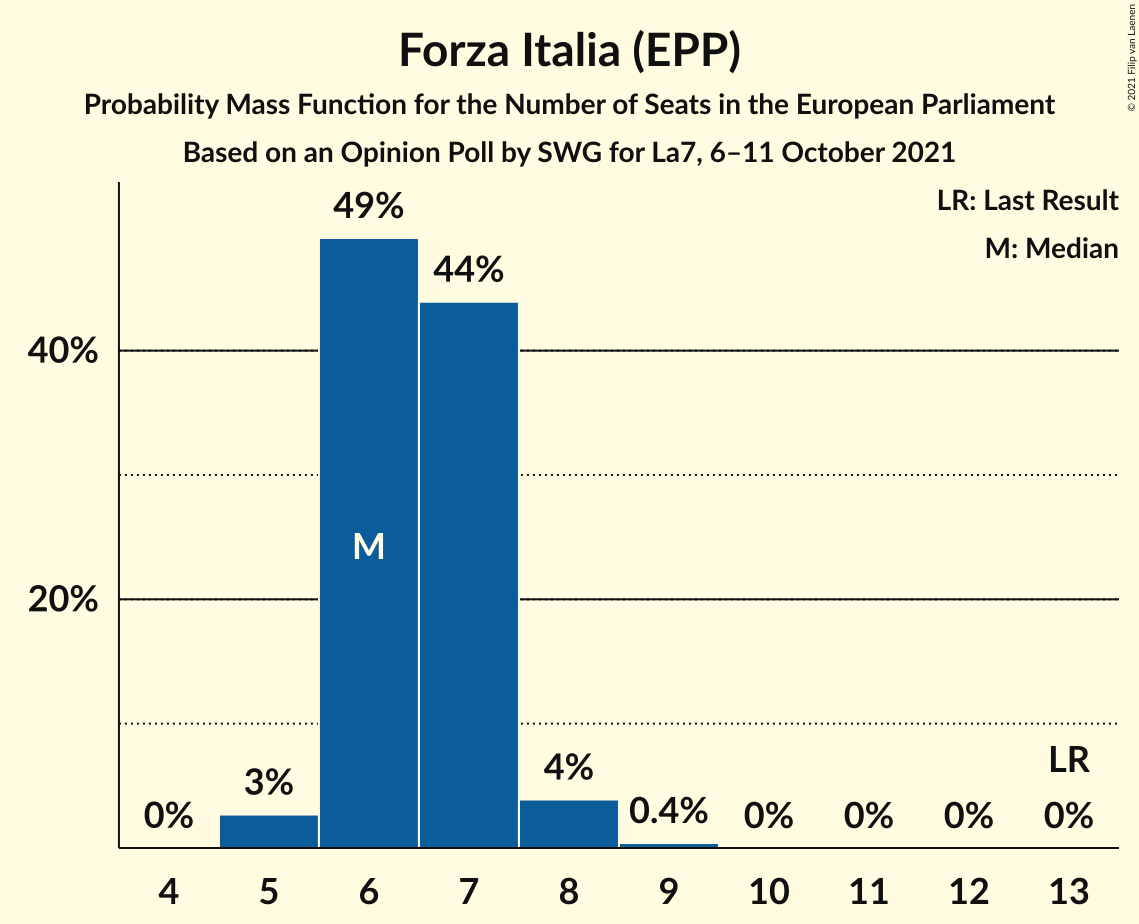 Forza Italia (EPP)
Probability Mass Function for the Number of Seats in the European Parliament
Based on an Opinion Poll by SWG for La7, 6–11 October 2021
© 2021 Filip van Laenen
LR: Last Result
M: Median
49%
44%
40%
M
20%
LR
0%
3%
4%
0.4%
0%
0%
0%
0%
4
5
6
7
8
9
10
11
12
13